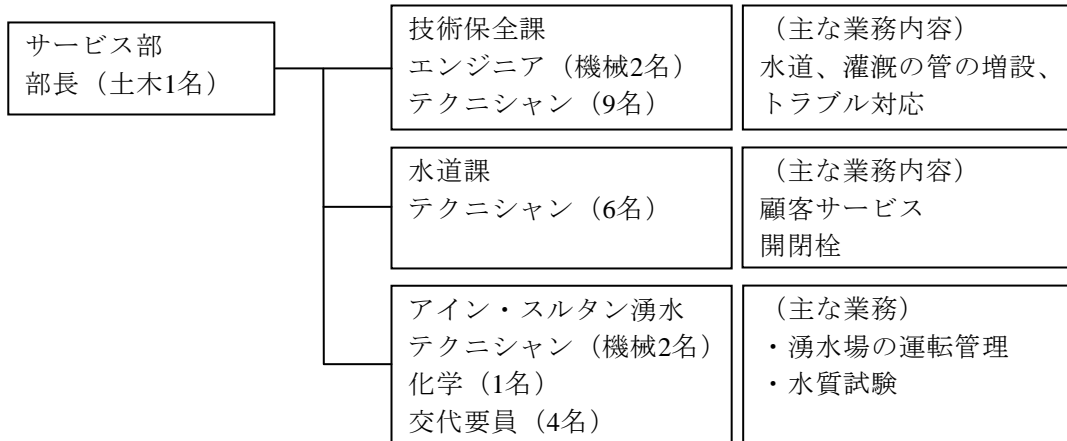 サービス部
部長（土木1名）
技術保全課
エンジニア（機械2名）
テクニシャン（9名）
（主な業務内容）
水道、灌漑の管の増設、
トラブル対応
水道課
テクニシャン（6名）
（主な業務内容）
顧客サービス
開閉栓
アイン・スルタン湧水
テクニシャン（機械2名）
化学（1名）
交代要員（4名）
（主な業務）
・湧水場の運転管理
・水質試験